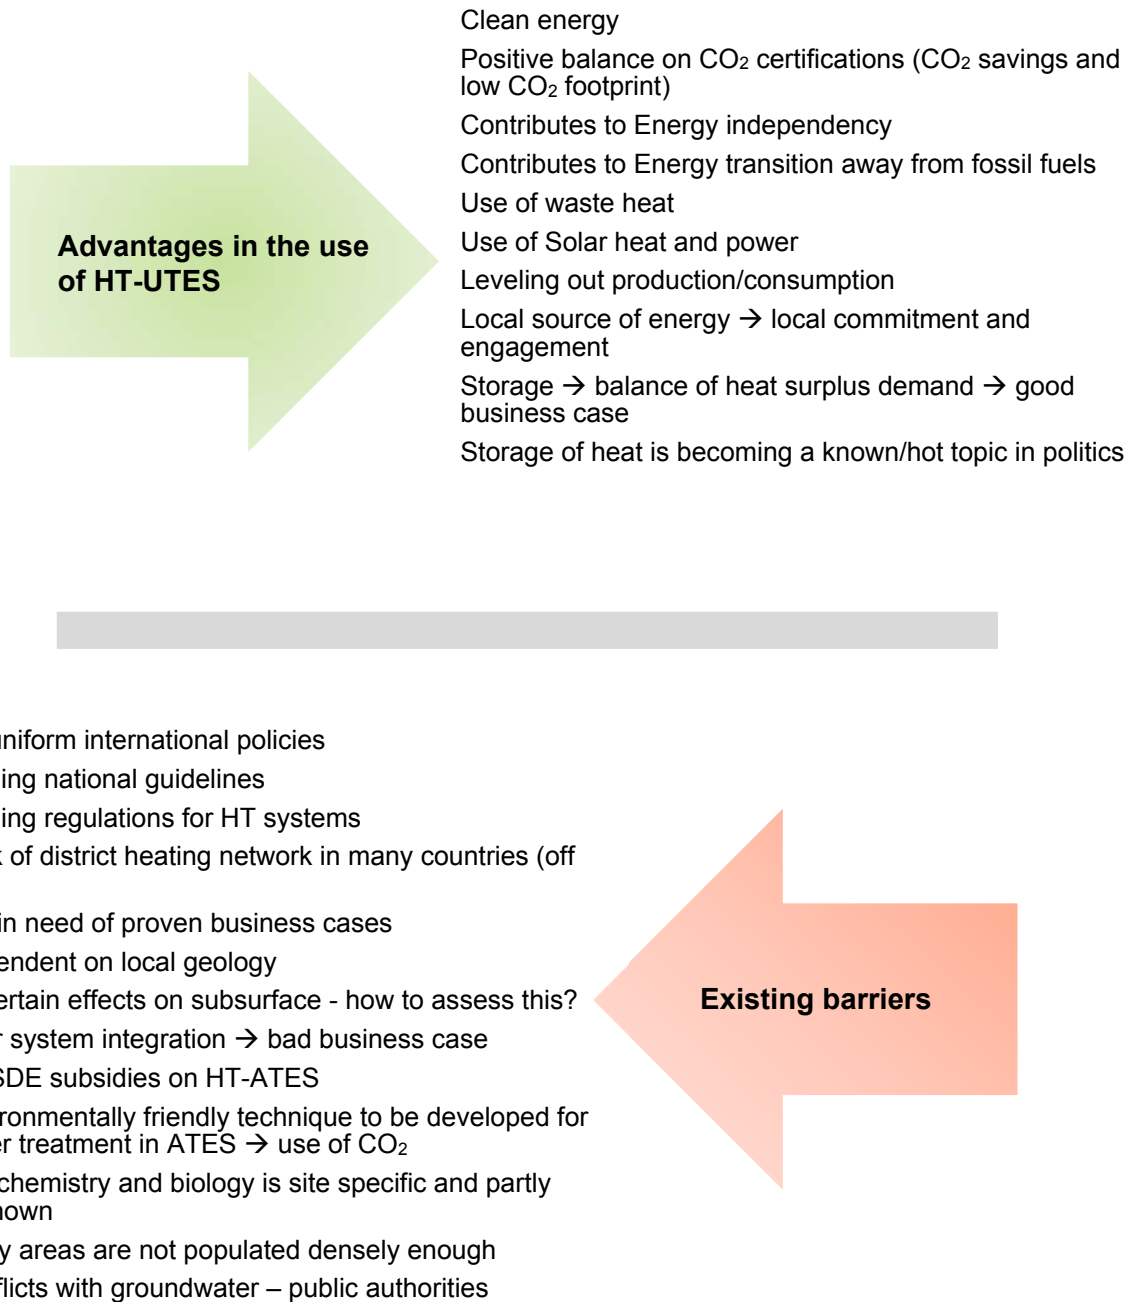 Clean energy
Positive balance on CO2 certifications (CO2 savings and
low CO2 footprint)
Contributes to Energy independency
Contributes to Energy transition away from fossil fuels
Use of waste heat
Advantages in the use
of HT-UTES
Use of Solar heat and power
Leveling out production/consumption
Local source of energy → local commitment and
engagement
Storage → balance of heat surplus demand → good
business case
Storage of heat is becoming a known/hot topic in politics
international policies
national guidelines
regulations for HT systems
of district heating network in many countries (off
in need of proven business cases
on local geology
effects on subsurface - how to assess this?
system integration → bad business case
SDE subsidies on HT-ATES
friendly technique to be developed for
treatment in ATES → use of CO2
and biology is site specific and partly
areas are not populated densely enough
with groundwater – public authorities
Existing barriers